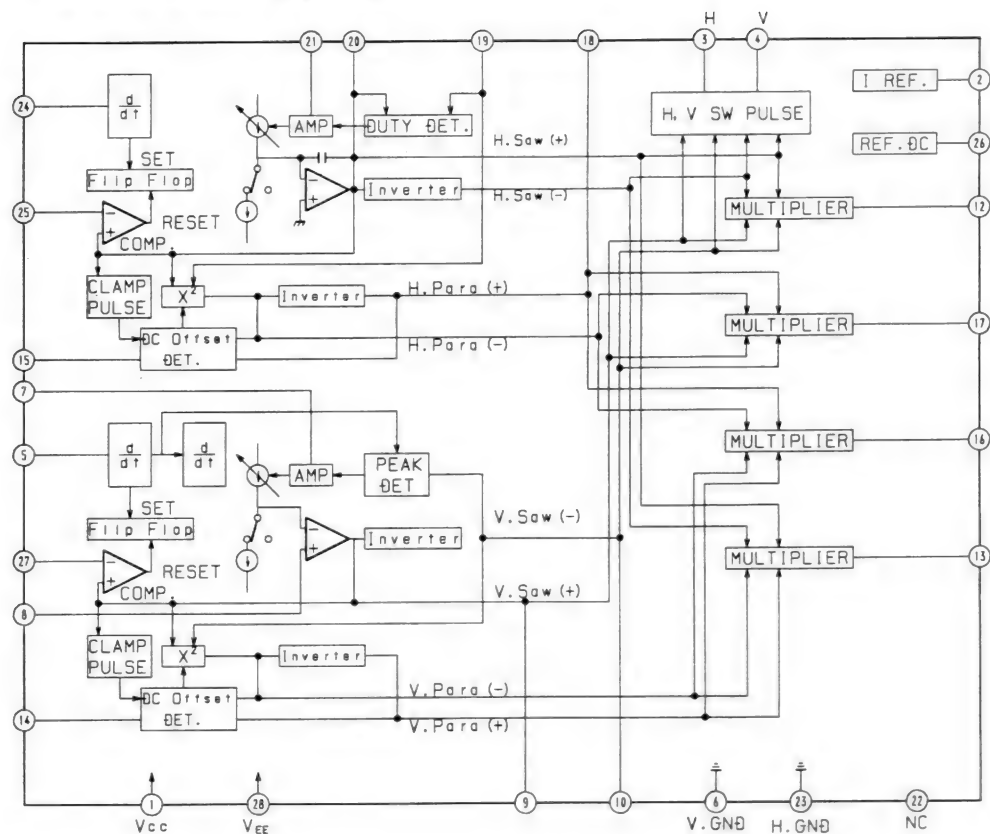 H V
21 20 19 18 3 4
24
d
dt
I REF. 2
AMP
DUTY DET.
H. V SW PULSE
REF.DC 26
SET
Flip Flop
H.Saw (+)
Inverter
H.Saw (-)
25
-
+
RESET
COMP.
-
+
MULTIPLIER 12
CLAMP
PULSE
X²
Inverter
H.Para (+)
DC Offset
DET.
15
H.Para (-)
MULTIPLIER 17
7
5
d
dt
d
dt
AMP
PEAK
DET
MULTIPLIER 16
SET
Flip Flop
V.Saw (-)
-
+
Inverter
27
-
+
RESET
COMP.
MULTIPLIER 13
V.Saw (+)
8
CLAMP
PULSE
X²
Inverter
DC Offset
DET.
V.Para (-)
14
V.Para (+)
1 28 9 10 6 23 22
Vcc VEE V.GND H.GND NC